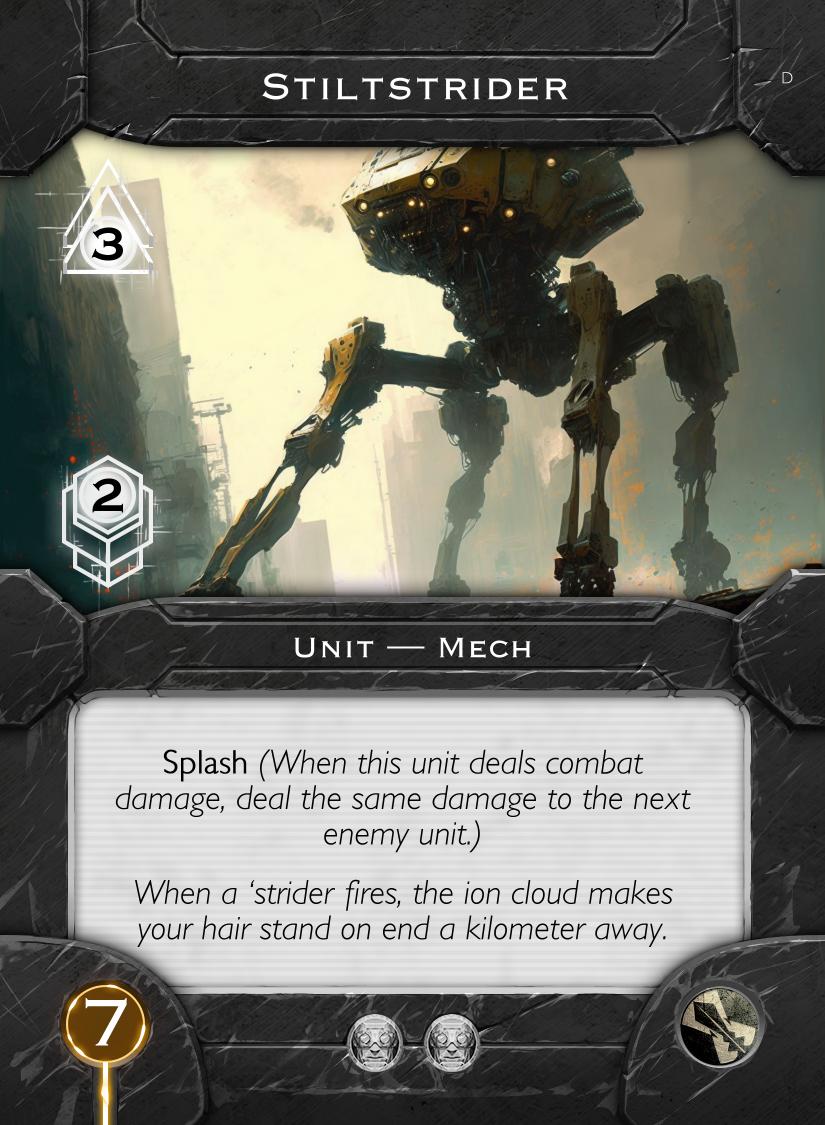 Stiltstrider
D
3
2
Unit — Mech
Splash (When this unit deals combat
damage, deal the same damage to the next
enemy unit.)
When a ‘strider fires, the ion cloud makes
your hair stand on end a kilometer away.
7